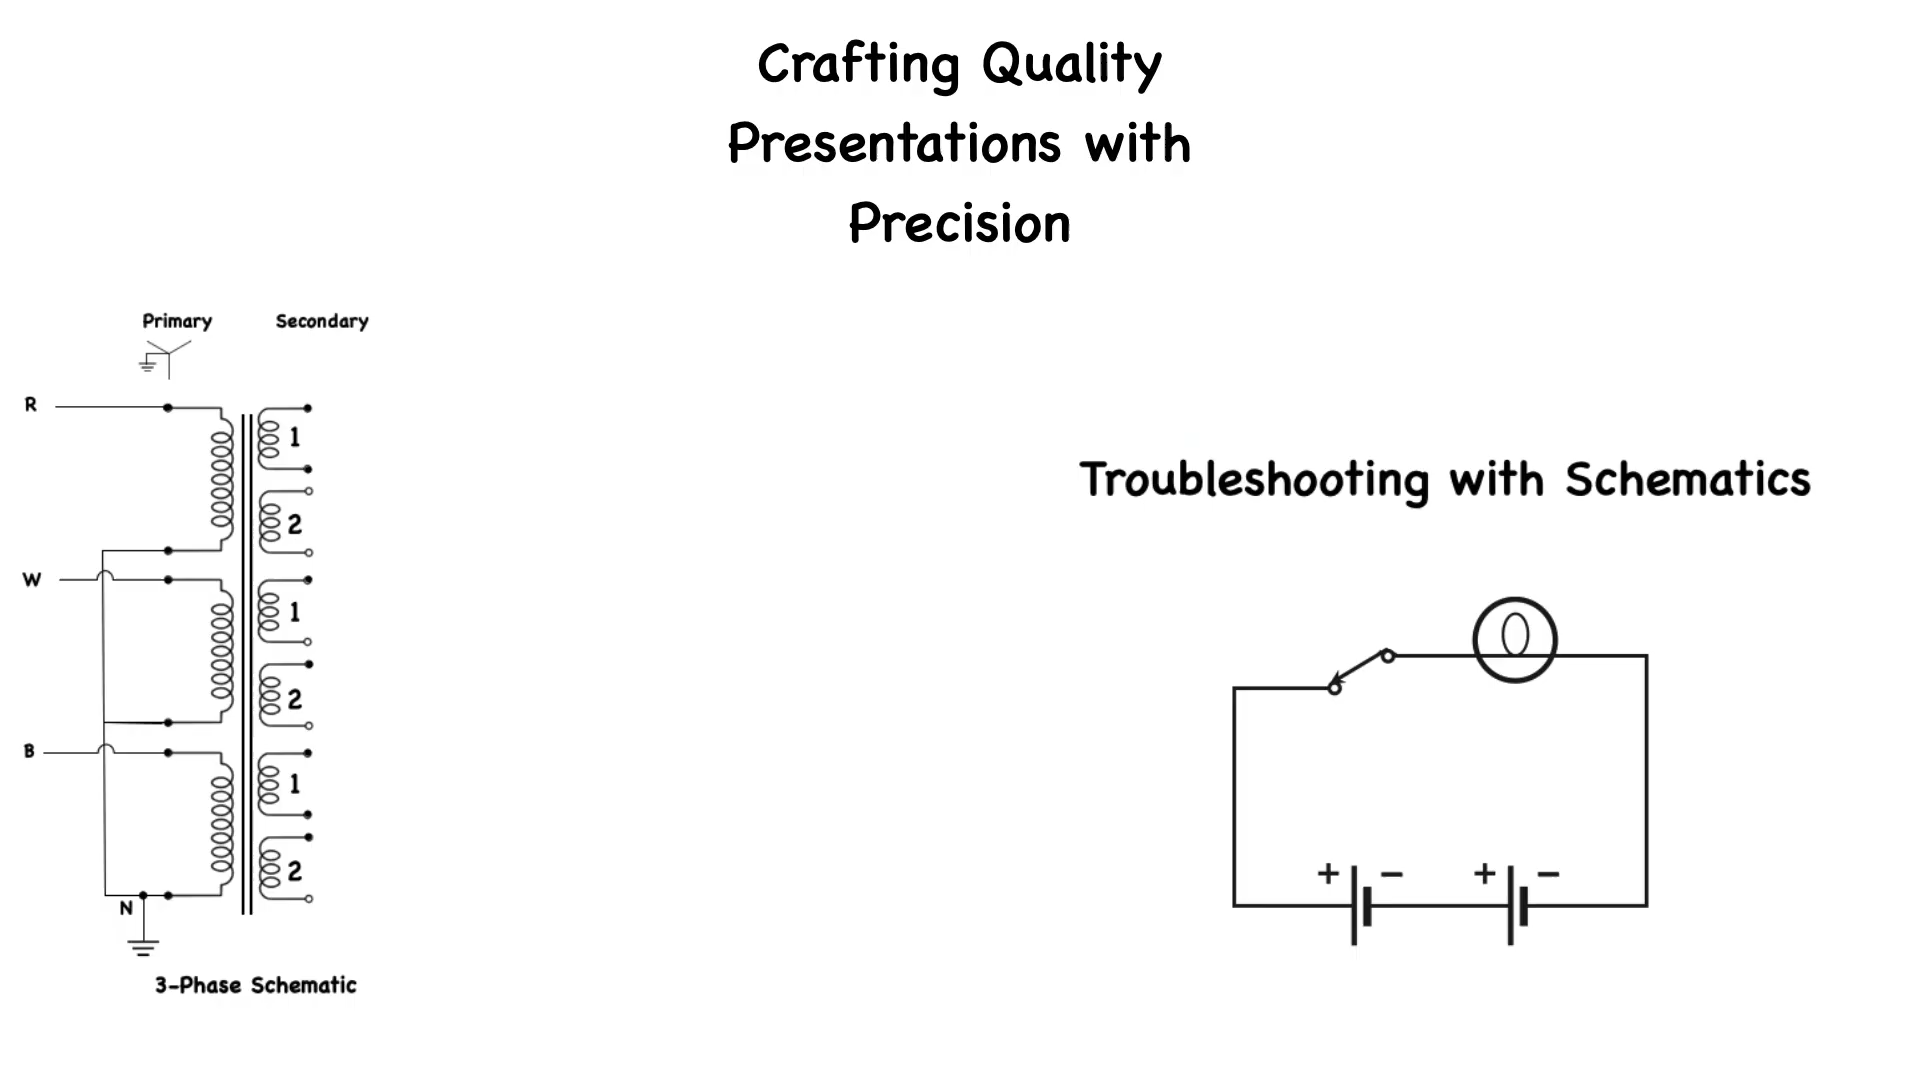 Crafting Quality
Presentations with
Precision
Primary Secondary
R
1
2
W
1
2
B
1
2
N
3-Phase Schematic
Troubleshooting with Schematics
+ − + −